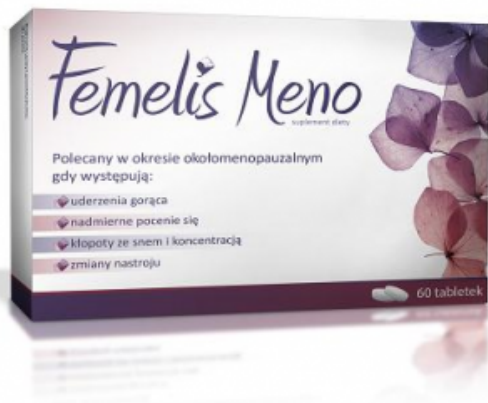 Femelis Meno
suplement diety
Polecany w okresie okołomenopauzalnym
gdy występują:
uderzenia gorąca
nadmierne pocenie się
kłopoty ze snem i koncentracją
zmiany nastroju
60 tabletek